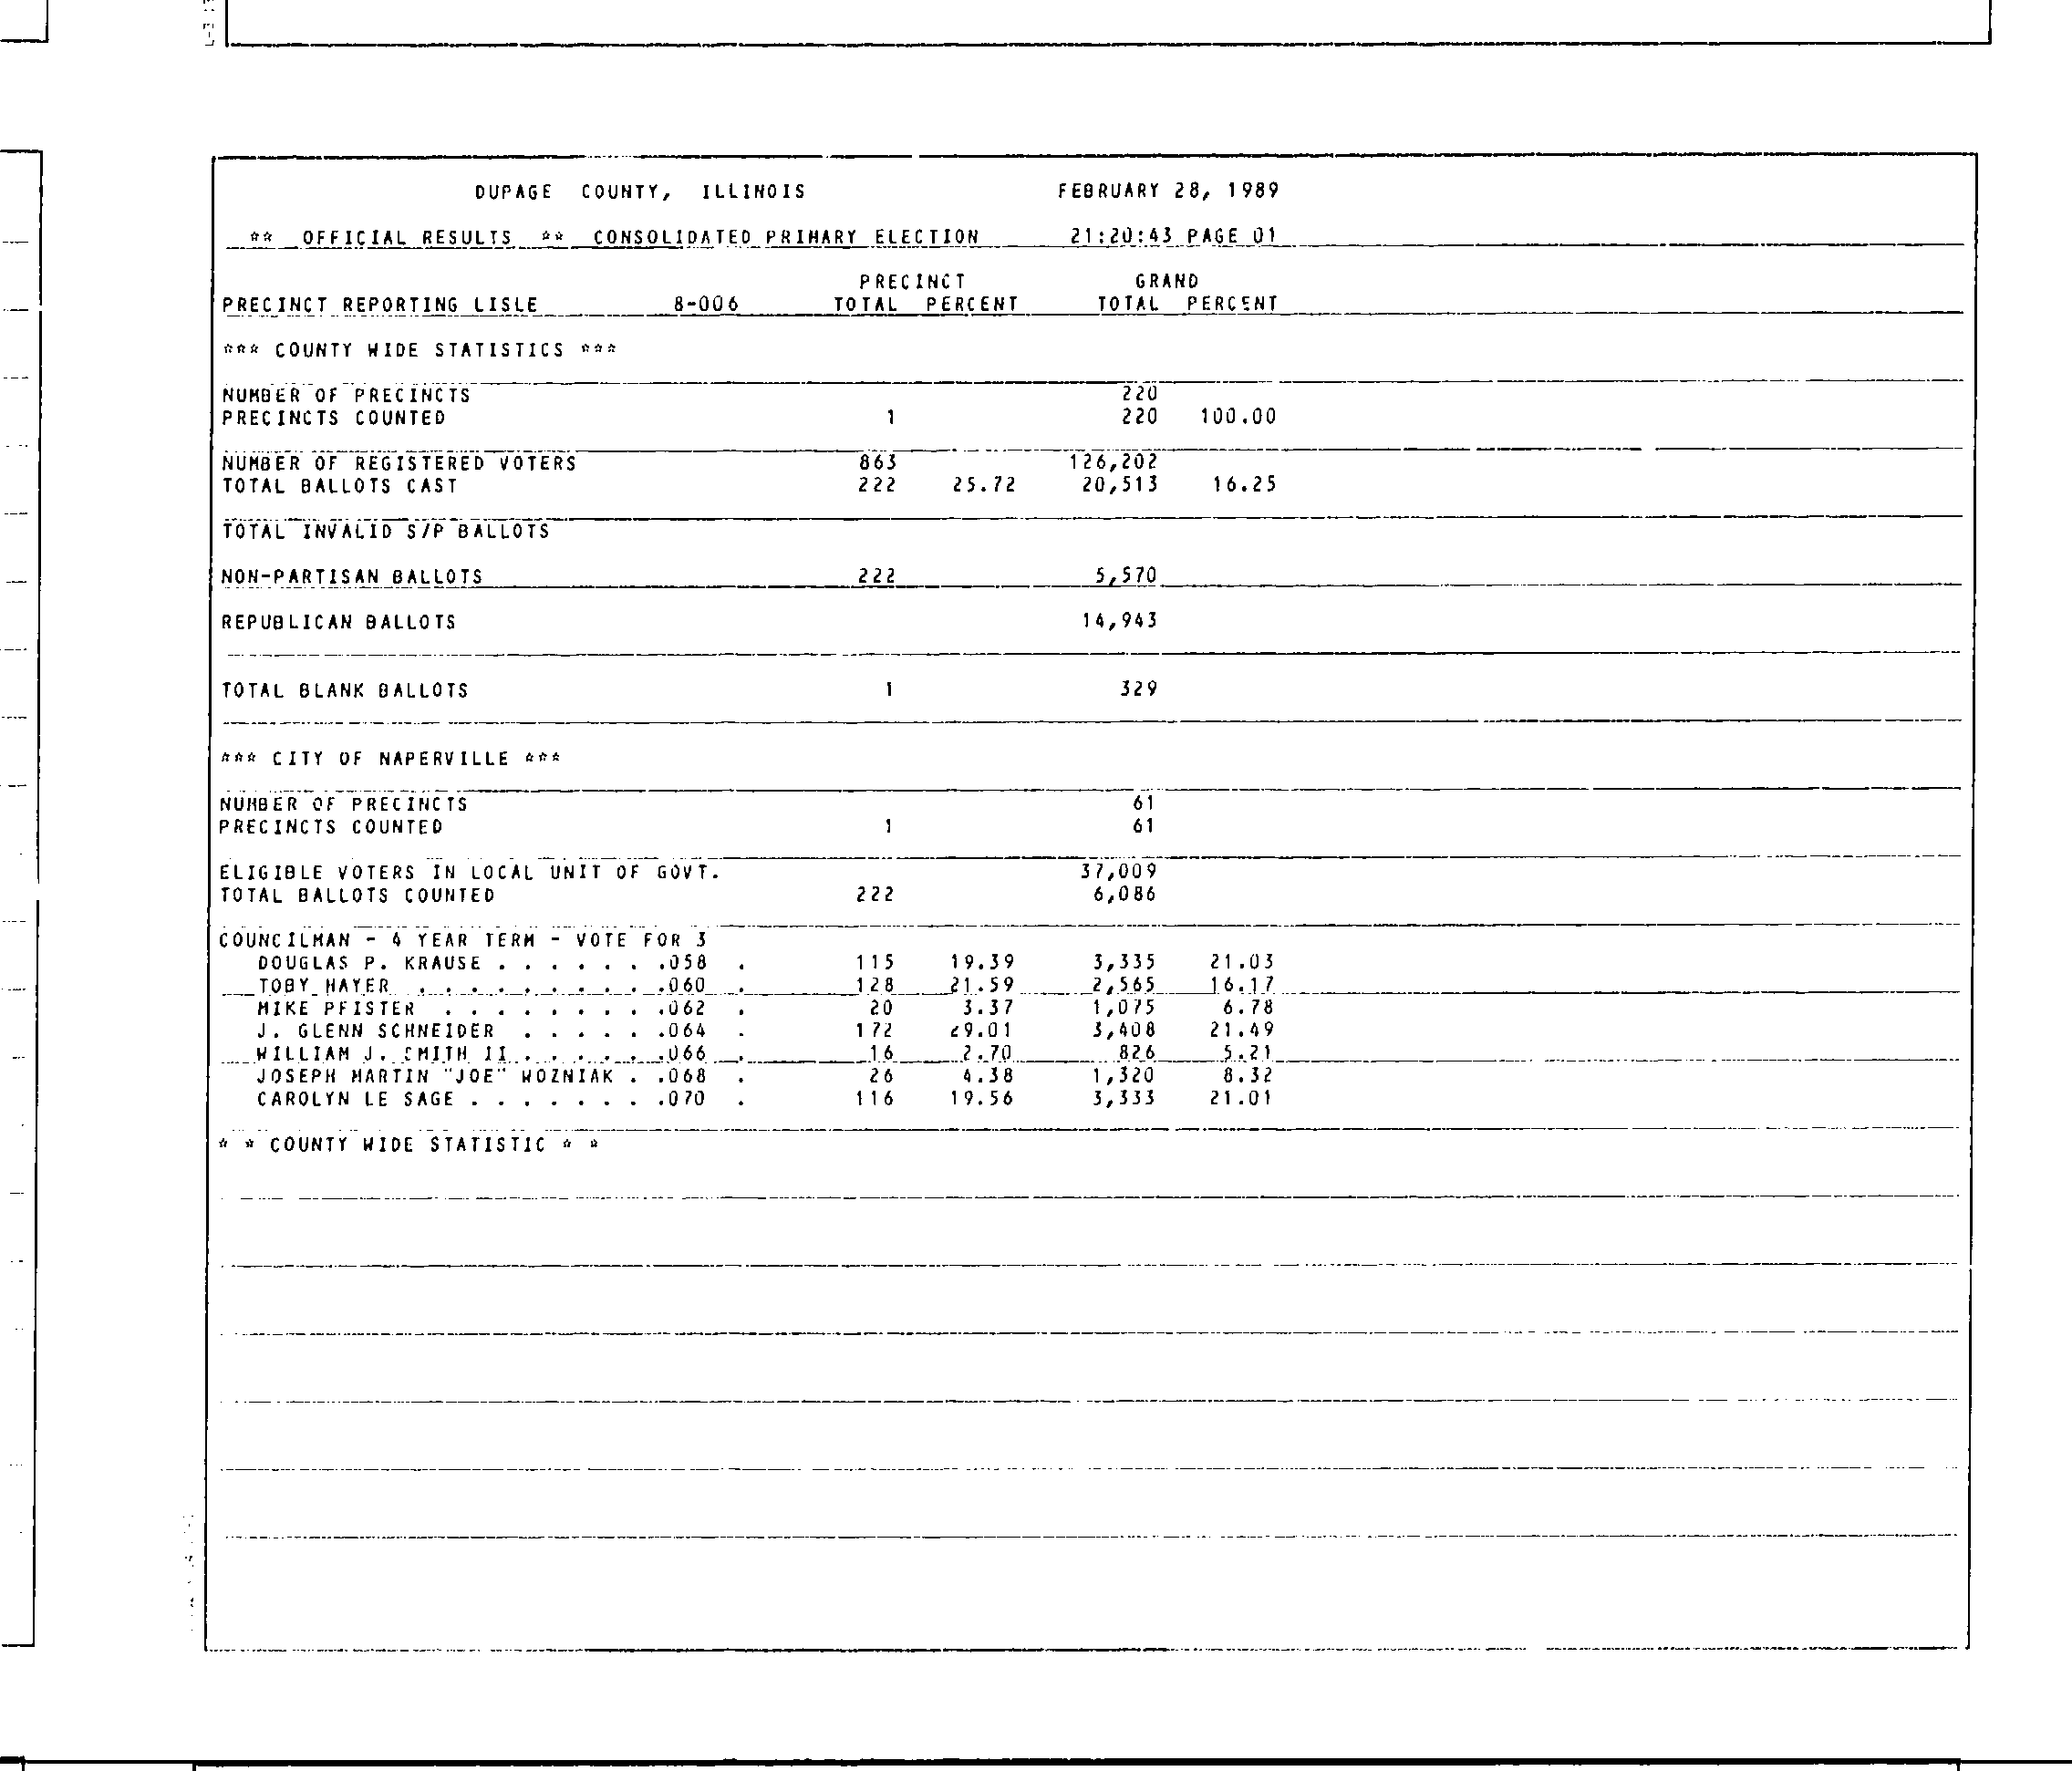 DUPAGE COUNTY, ILLINOIS FEBRUARY 28, 1989
** OFFICIAL RESULTS ** CONSOLIDATED PRIMARY ELECTION 21:20:43 PAGE 01
PRECINCT GRAND
PRECINCT REPORTING LISLE 8-006 TOTAL PERCENT TOTAL PERCENT
*** COUNTY WIDE STATISTICS ***
NUMBER OF PRECINCTS 220
PRECINCTS COUNTED 1 220 100.00
NUMBER OF REGISTERED VOTERS 863 126,202
TOTAL BALLOTS CAST 222 25.72 20,513 16.25
TOTAL INVALID S/P BALLOTS
NON-PARTISAN BALLOTS 222 5,570
REPUBLICAN BALLOTS 14,943
TOTAL BLANK BALLOTS 1 329
*** CITY OF NAPERVILLE ***
NUMBER OF PRECINCTS 61
PRECINCTS COUNTED 1 61
ELIGIBLE VOTERS IN LOCAL UNIT OF GOVT. 37,009
TOTAL BALLOTS COUNTED 222 6,086
COUNCILMAN - 4 YEAR TERM - VOTE FOR 3
DOUGLAS P. KRAUSE . . . . . . .058 . 115 19.39 3,335 21.03
TOBY HAYER . . . . . . . . . .060 . 128 21.59 2,565 16.17
MIKE PFISTER . . . . . . . . .062 . 20 3.37 1,075 6.78
J. GLENN SCHNEIDER . . . . . .064 . 172 29.01 3,408 21.49
WILLIAM J. SMITH II . . . . . .066 . 16 2.70 826 5.21
JOSEPH MARTIN "JOE" WOZNIAK . .068 . 26 4.38 1,320 8.32
CAROLYN LE SAGE . . . . . . . .070 . 116 19.56 3,333 21.01
* * COUNTY WIDE STATISTIC * *